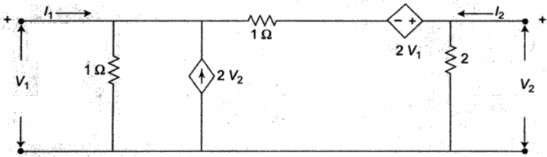 + I₁ 1 Ω − + I₂ +
2 V₁
V₁ 1 Ω 2 V₂ 2 V₂